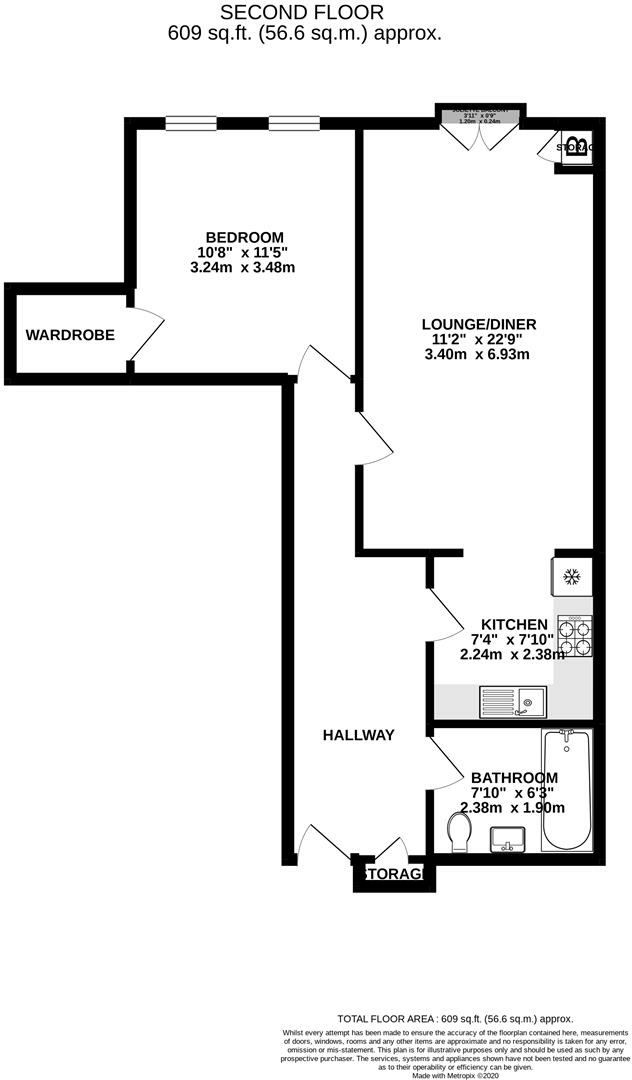 SECOND FLOOR
609 sq.ft. (56.6 sq.m.) approx.
JULIETTE BALCONY
3'11" x 0'9"
1.20m x 0.24m
B
BEDROOM
10'8" x 11'5"
3.24m x 3.48m
WARDROBE
LOUNGE/DINER
11'2" x 22'9"
3.40m x 6.93m
KITCHEN
7'4" x 7'10"
2.24m x 2.38m
HALLWAY
BATHROOM
7'10" x 6'3"
2.38m x 1.90m
STORAGE
TOTAL FLOOR AREA : 609 sq.ft. (56.6 sq.m.) approx.
Whilst every attempt has been made to ensure the accuracy of the floorplan contained here, measurements
of doors, windows, rooms and any other items are approximate and no responsibility is taken for any error,
omission or mis-statement. This plan is for illustrative purposes only and should be used as such by any
prospective purchaser. The services, systems and appliances shown have not been tested and no guarantee
as to their operability or efficiency can be given.
Made with Metropix ©2020